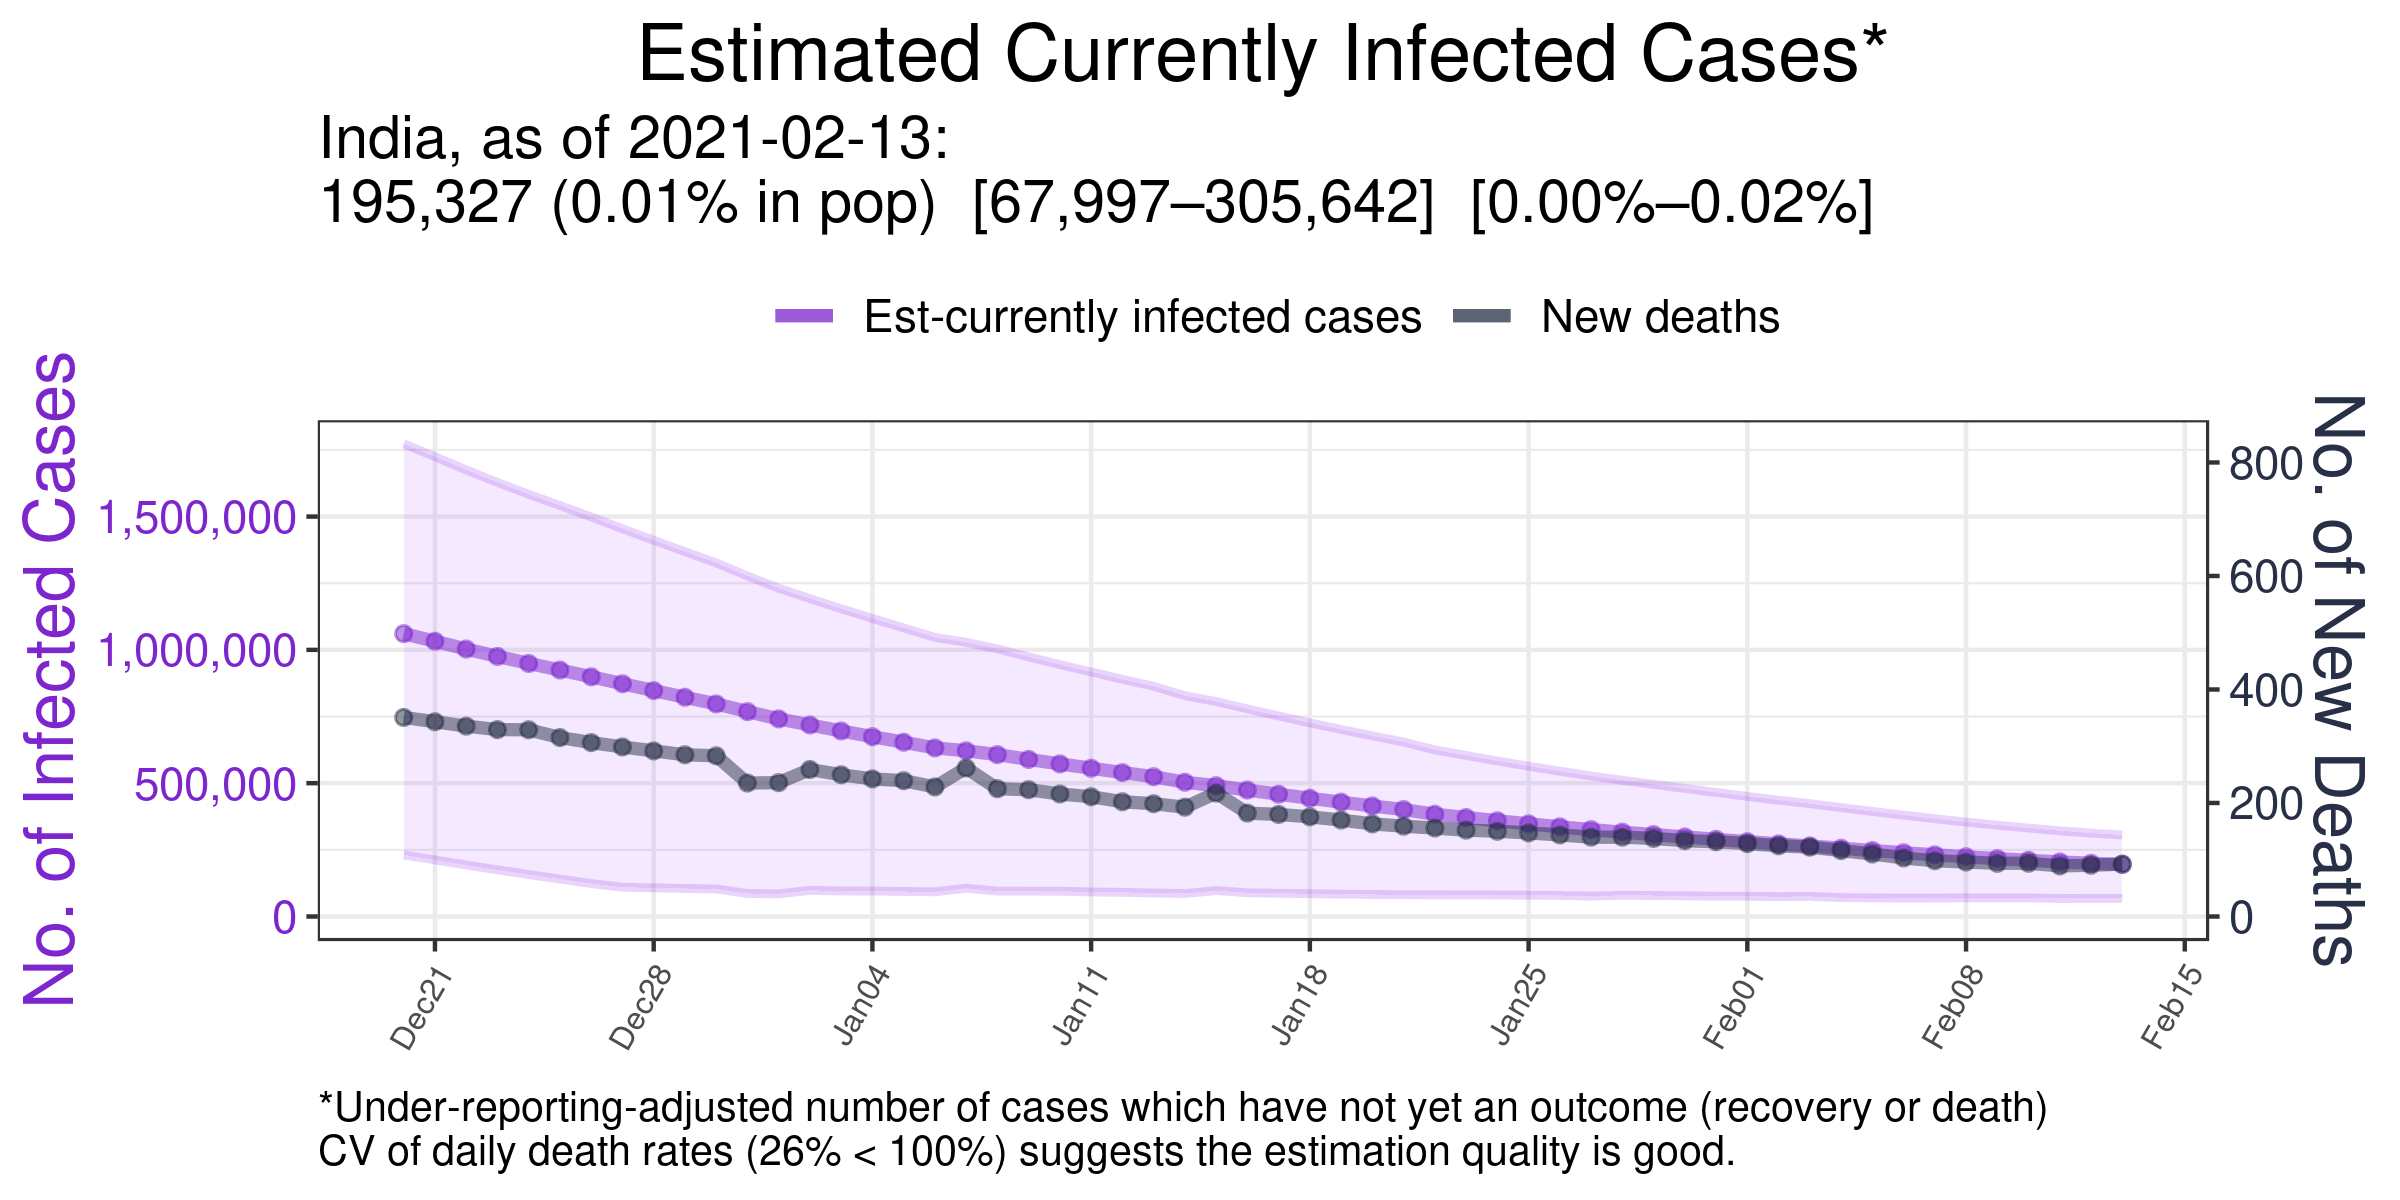 Estimated Currently Infected Cases*
India, as of 2021-02-13:
195,327 (0.01% in pop)  [67,997–305,642]  [0.00%–0.02%]
Est-currently infected cases
New deaths
No. of Infected Cases
1,500,000
1,000,000
500,000
0
800
600
400
200
0
No. of New Deaths
Dec21
Dec28
Jan04
Jan11
Jan18
Jan25
Feb01
Feb08
Feb15
*Under-reporting-adjusted number of cases which have not yet an outcome (recovery or death)
CV of daily death rates (26% < 100%) suggests the estimation quality is good.